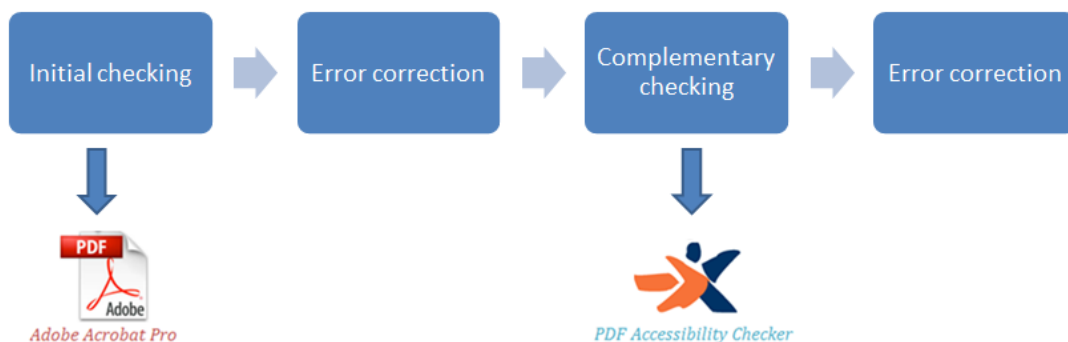 Initial checking
Error correction
Complementary
checking
Error correction
PDF
Adobe
Adobe Acrobat Pro
PDF Accessibility Checker